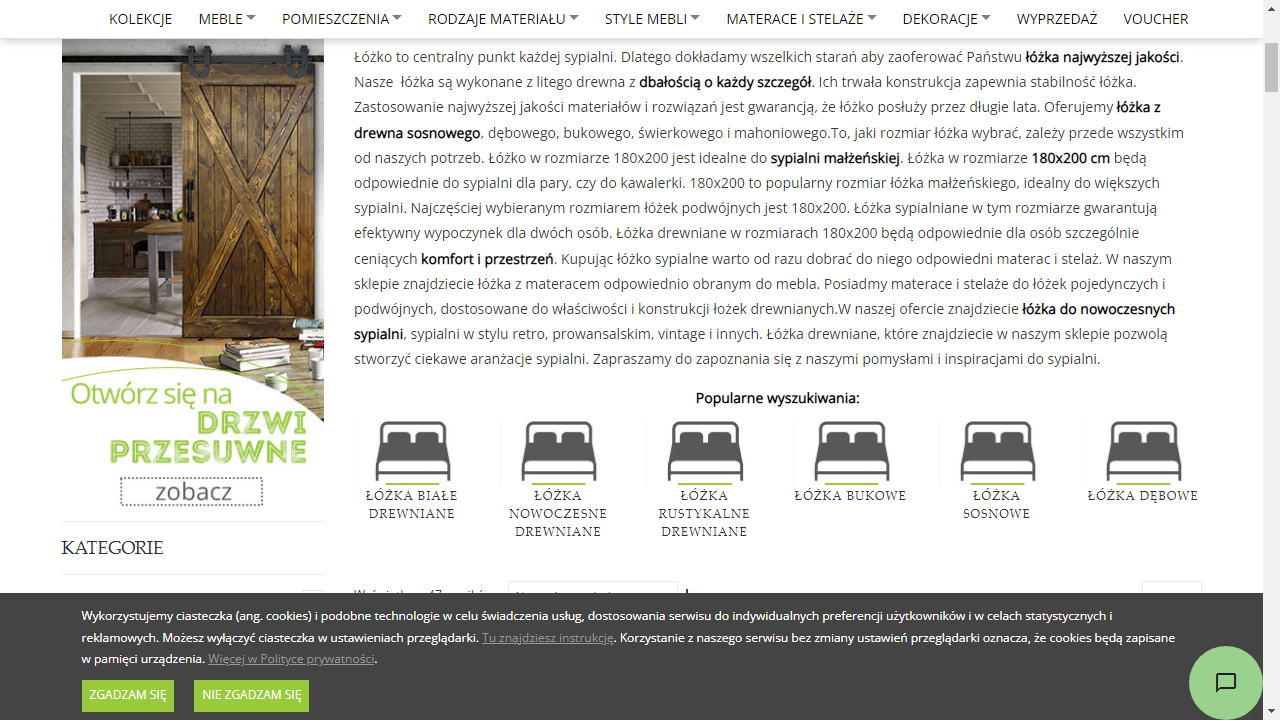 KOLEKCJE MEBLE POMIESZCZENIA RODZAJE MATERIAŁU STYLE MEBLI MATERACE I STELAŻE DEKORACJE WYPRZEDAŻ VOUCHER
Łóżko to centralny punkt każdej sypialni. Dlatego dokładamy wszelkich starań aby zaoferować Państwu łóżka najwyższej jakości.
Nasze łóżka są wykonane z litego drewna z dbałością o każdy szczegół. Ich trwała konstrukcja zapewnia stabilność łóżka.
Zastosowanie najwyższej jakości materiałów i rozwiązań jest gwarancją, że łóżko posłuży przez długie lata. Oferujemy łóżka z
drewna sosnowego, dębowego, bukowego, świerkowego i mahoniowego.To, jaki rozmiar łóżka wybrać, zależy przede wszystkim
od naszych potrzeb. Łóżko w rozmiarze 180x200 jest idealne do sypialni małżeńskiej. Łóżka w rozmiarze 180x200 cm będą
odpowiednie do sypialni dla pary, czy do kawalerki. 180x200 to popularny rozmiar łóżka małżeńskiego, idealny do większych
sypialni. Najczęściej wybieranym rozmiarem łóżek podwójnych jest 180x200. Łóżka sypialniane w tym rozmiarze gwarantują
efektywny wypoczynek dla dwóch osób. Łóżka drewniane w rozmiarach 180x200 będą odpowiednie dla osób szczególnie
ceniących komfort i przestrzeń. Kupując łóżko sypialne warto od razu dobrać do niego odpowiedni materac i stelaż. W naszym
sklepie znajdziecie łóżka z materacem odpowiednio obranym do mebla. Posiadmy materace i stelaże do łóżek pojedynczych i
podwójnych, dostosowane do właściwości i konstrukcji łożek drewnianych.W naszej ofercie znajdziecie łóżka do nowoczesnych
sypialni, sypialni w stylu retro, prowansalskim, vintage i innych. Łóżka drewniane, które znajdziecie w naszym sklepie pozwolą
stworzyć ciekawe aranżacje sypialni. Zapraszamy do zapoznania się z naszymi pomysłami i inspiracjami do sypialni.
Otwórz się na
DRZWI
PRZESUWNE
zobacz
KATEGORIE
Popularne wyszukiwania:
ŁÓŻKA BIAŁE
DREWNIANE
ŁÓŻKA
NOWOCZESNE
DREWNIANE
ŁÓŻKA
RUSTYKALNE
DREWNIANE
ŁÓŻKA BUKOWE
ŁÓŻKA
SOSNOWE
ŁÓŻKA DĘBOWE
Wykorzystujemy ciasteczka (ang. cookies) i podobne technologie w celu świadczenia usług, dostosowania serwisu do indywidualnych preferencji użytkowników i w celach statystycznych i
reklamowych. Możesz wyłączyć ciasteczka w ustawieniach przeglądarki. Tu znajdziesz instrukcję. Korzystanie z naszego serwisu bez zmiany ustawień przeglądarki oznacza, że cookies będą zapisane
w pamięci urządzenia. Więcej w Polityce prywatności.
ZGADZAM SIĘ NIE ZGADZAM SIĘ